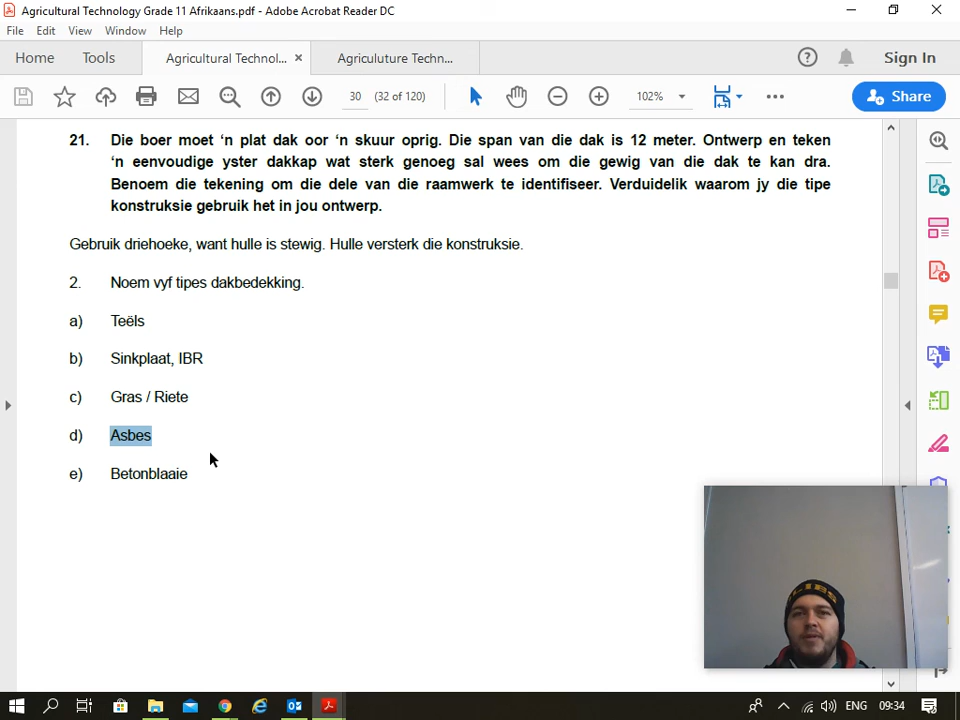 Agricultural Technology Grade 11 Afrikaans.pdf - Adobe Acrobat Reader DC
File Edit View Window Help
Home Tools Agricultural Technol... × Agriculuture Techn... Sign In
30 (32 of 120) 102% Share
21. Die boer moet ‘n plat dak oor ‘n skuur oprig. Die span van die dak is 12 meter. Ontwerp en teken
‘n eenvoudige yster dakkap wat sterk genoeg sal wees om die gewig van die dak te kan dra.
Benoem die tekening om die dele van die raamwerk te identifiseer. Verduidelik waarom jy die tipe
konstruksie gebruik het in jou ontwerp.
Gebruik driehoeke, want hulle is stewig. Hulle versterk die konstruksie.
2. Noem vyf tipes dakbedekking.
a) Teëls
b) Sinkplaat, IBR
c) Gras / Riete
d) Asbes
e) Betonblaaie
ENG 09:34